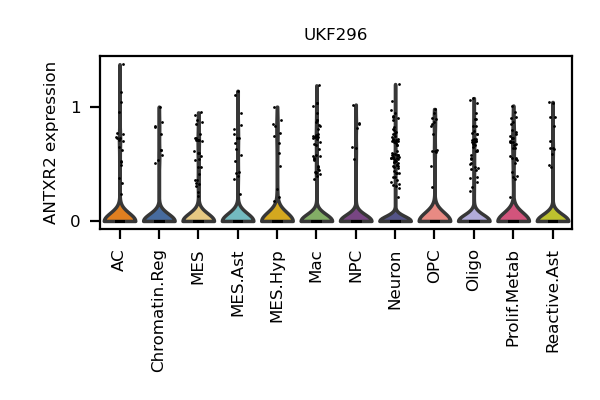 UKF296
ANTXR2 expression
1
0
AC
Chromatin.Reg
MES
MES.Ast
MES.Hyp
Mac
NPC
Neuron
OPC
Oligo
Prolif.Metab
Reactive.Ast